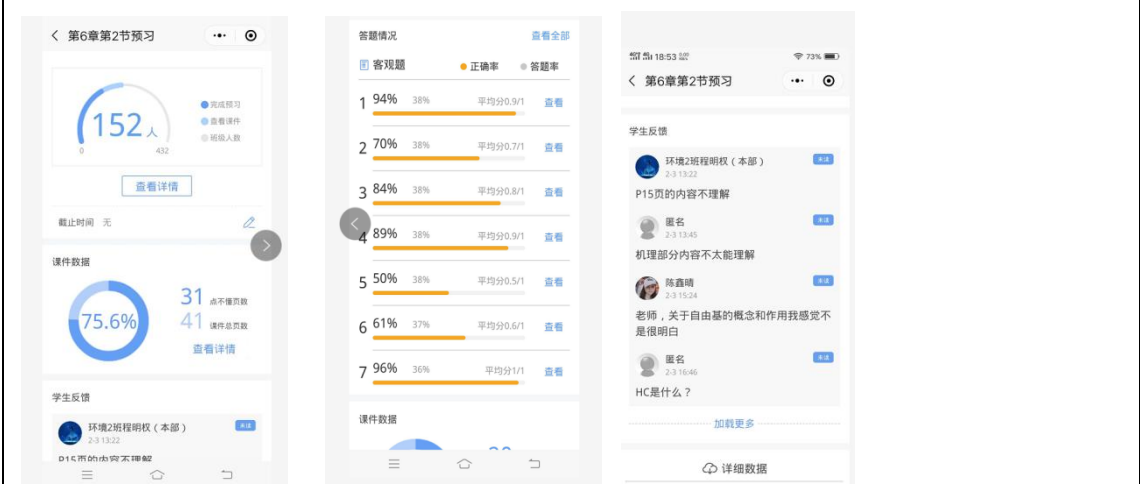 第6章第2节预习
152人
0
432
完成预习
查看课件
班级人数
查看详情
截止时间 无
课件数据
75.6%
31 点不懂页数
41 课件总页数
查看详情
学生反馈
环境2班程明权（本部）
未读
2-3 13:22
P15页的内容不理解
答题情况 查看全部
客观题 正确率 答题率
1 94% 38% 平均分0.9/1 查看
2 70% 38% 平均分0.7/1 查看
3 84% 38% 平均分0.8/1 查看
4 89% 38% 平均分0.9/1 查看
5 50% 38% 平均分0.5/1 查看
6 61% 37% 平均分0.6/1 查看
7 96% 36% 平均分1/1 查看
课件数据
18:53 73%
第6章第2节预习
学生反馈
环境2班程明权（本部） 未读
2-3 13:22
P15页的内容不理解
匿名 未读
2-3 13:45
机理部分内容不太能理解
陈鑫晴 未读
2-3 15:24
老师，关于自由基的概念和作用我感觉不
是很明白
匿名 未读
2-3 16:46
HC是什么？
加载更多
详细数据